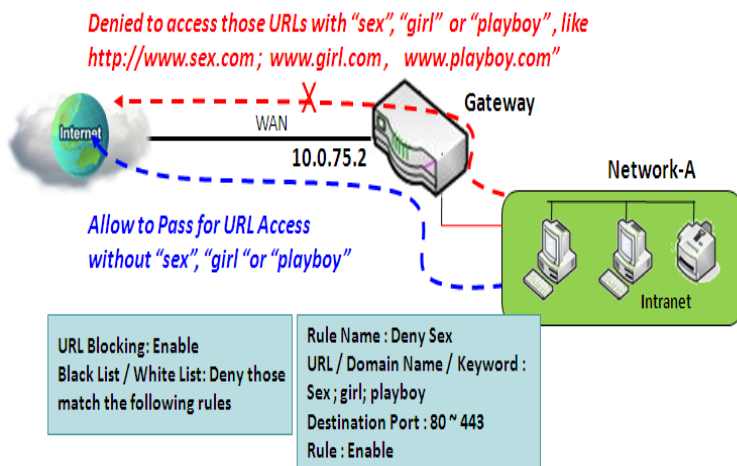 Denied to access those URLs with “sex”, “girl” or “playboy” , like
http://www.sex.com ; www.girl.com ,   www.playboy.com”
Gateway
Internet
WAN
10.0.75.2
Network-A
Allow to Pass for URL Access
without “sex”, “girl “or “playboy”
Intranet
URL Blocking: Enable
Black List / White List: Deny those
match the following rules
Rule Name : Deny Sex
URL / Domain Name / Keyword :
Sex ; girl; playboy
Destination Port : 80 ~ 443
Rule : Enable